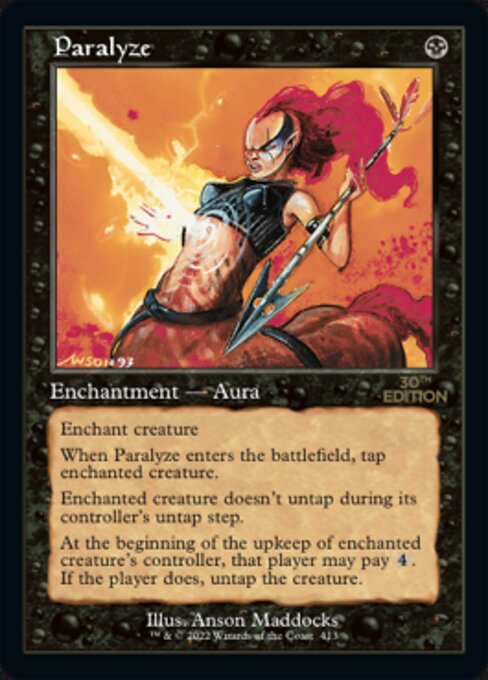 Paralyze
ANSON 93
Enchantment — Aura
30TH
EDITION
Enchant creature
When Paralyze enters the battlefield, tap
enchanted creature.
Enchanted creature doesn't untap during its
controller's untap step.
At the beginning of the upkeep of enchanted
creature's controller, that player may pay 4 .
If the player does, untap the creature.
Illus. Anson Maddocks
™ & © 2022 Wizards of the Coast 413